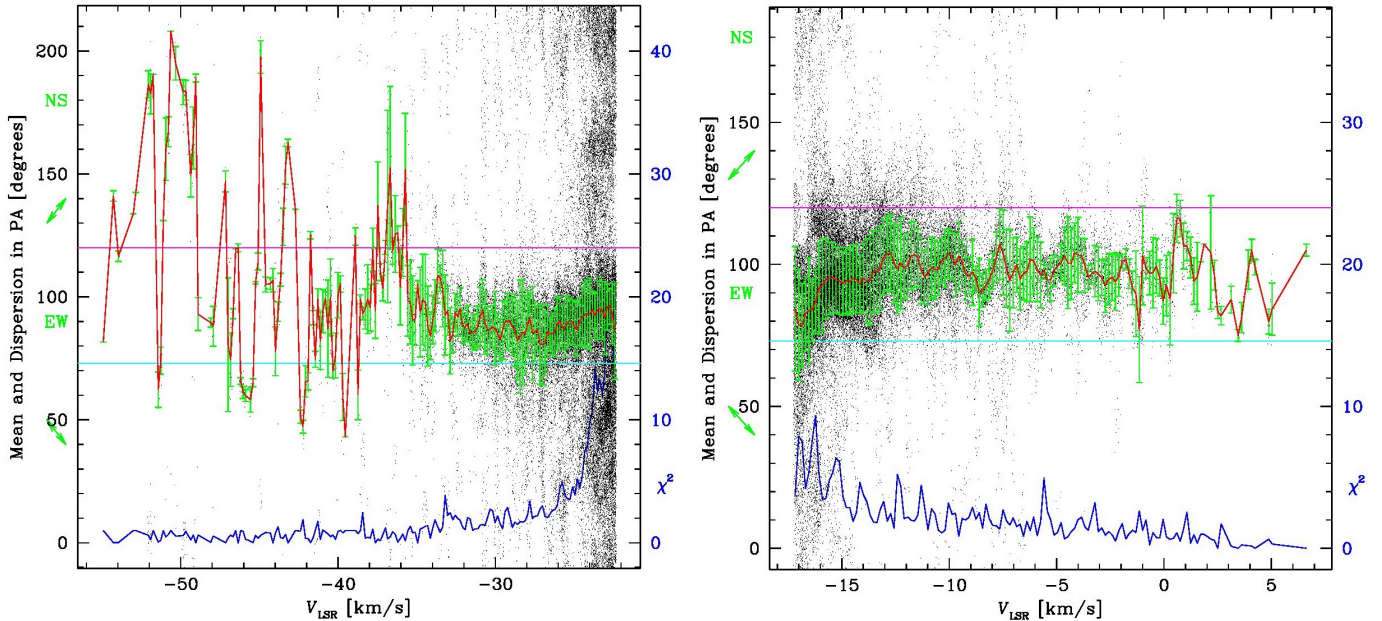 Mean and Dispersion in PA [degrees]
200
150
100
50
0
NS
EW
40
30
20
10
0
χ²
−50
−40
−30
V_LSR [km/s]
Mean and Dispersion in PA [degrees]
150
100
50
0
NS
EW
30
20
10
0
χ²
−15
−10
−5
0
5
V_LSR [km/s]